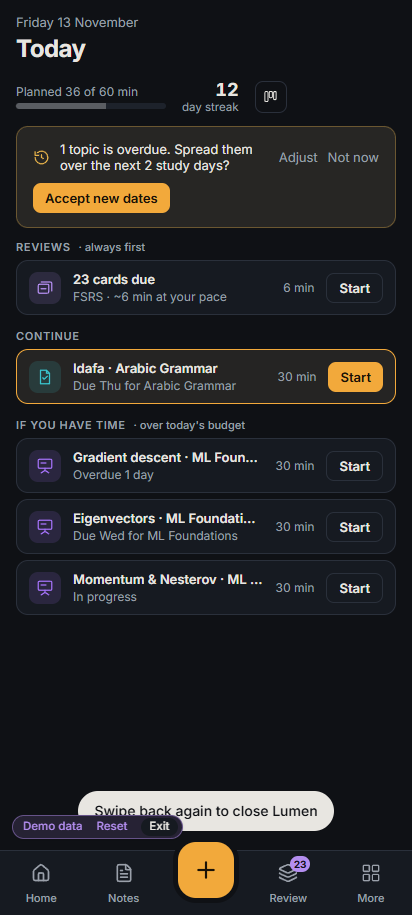 Friday 13 November
Today
Planned 36 of 60 min
12
day streak
1 topic is overdue. Spread them
over the next 2 study days?
Adjust Not now
Accept new dates
REVIEWS · always first
23 cards due
FSRS · ~6 min at your pace
6 min
Start
CONTINUE
Idafa · Arabic Grammar
Due Thu for Arabic Grammar
30 min
Start
IF YOU HAVE TIME · over today's budget
Gradient descent · ML Foun...
Overdue 1 day
30 min
Start
Eigenvectors · ML Foundati...
Due Wed for ML Foundations
30 min
Start
Momentum & Nesterov · ML ...
In progress
30 min
Start
Swipe back again to close Lumen
Demo data Reset Exit
23
Home Notes Review More